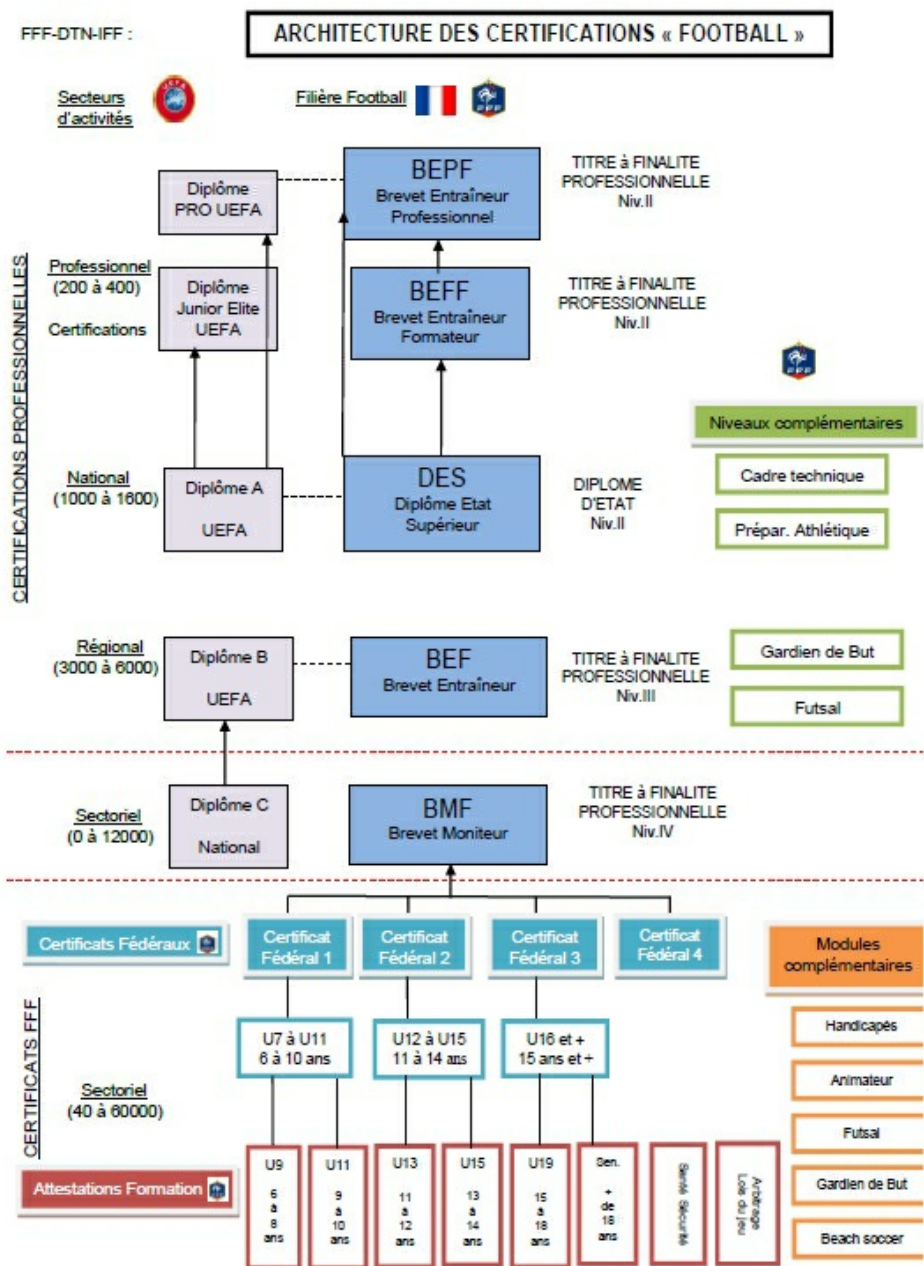 FFF-DTN-IFF :
ARCHITECTURE DES CERTIFICATIONS « FOOTBALL »
Secteurs
d'activités
UEFA
Filière Football
FFF
Diplôme
PRO UEFA
BEPF
Brevet Entraîneur
Professionnel
TITRE à FINALITE
PROFESSIONNELLE
Niv.II
CERTIFICATIONS PROFESSIONNELLES
Professionnel
(200 à 400)
Certifications
Diplôme
Junior Elite
UEFA
BEFF
Brevet Entraîneur
Formateur
TITRE à FINALITE
PROFESSIONNELLE
Niv.II
FFF
Niveaux complémentaires
Cadre technique
Prépar. Athlétique
National
(1000 à 1600)
Diplôme A
UEFA
DES
Diplôme Etat
Supérieur
DIPLOME
D'ETAT
Niv.II
Régional
(3000 à 6000)
Diplôme B
UEFA
BEF
Brevet Entraîneur
TITRE à FINALITE
PROFESSIONNELLE
Niv.III
Gardien de But
Futsal
Sectoriel
(0 à 12000)
Diplôme C
National
BMF
Brevet Moniteur
TITRE à FINALITE
PROFESSIONNELLE
Niv.IV
Certificats Fédéraux
Certificat
Fédéral 1
Certificat
Fédéral 2
Certificat
Fédéral 3
Certificat
Fédéral 4
Modules
complémentaires
CERTIFICATS FFF
U7 à U11
6 à 10 ans
U12 à U15
11 à 14 ans
U16 et +
15 ans et +
Handicapés
Animateur
Futsal
Gardien de But
Beach soccer
Sectoriel
(40 à 60000)
Attestations Formation
U9
6
à
8
ans
U11
9
à
10
ans
U13
11
à
12
ans
U15
13
à
14
ans
U19
15
à
18
ans
Sen.
+
de
18
ans
Santé Sécurité
Arbitrage
Lois du jeu